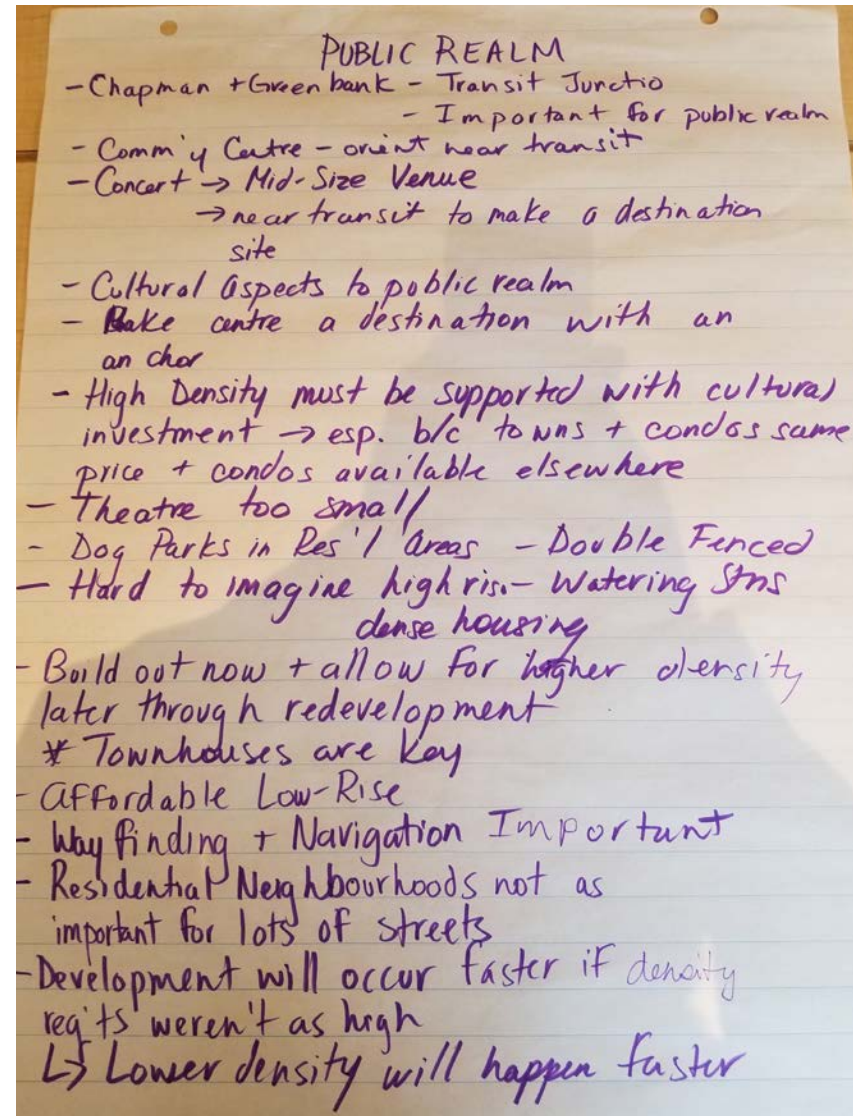 PUBLIC REALM
- Chapman + Greenbank - Transit Junctio
- Important for public realm
- Comm'y Centre - orient near transit
- Concert → Mid-Size Venue
→ near transit to make a destination
site
- Cultural Aspects to public realm
- Make centre a destination with an
anchor
- High Density must be supported with cultural
investment → esp. b/c towns + condos same
price + condos available elsewhere
- Theatre too small
- Dog Parks in Res'l Areas - Double Fenced
- Hard to imagine high ris. - Watering Stns
dense housing
- Build out now + allow for higher density
later through redevelopment
* Townhouses are key
- Affordable Low-Rise
- Way finding + Navigation Important
- Residential Neighbourhoods not as
important for lots of streets
- Development will occur faster if density
req'ts weren't as high
↳ Lower density will happen faster